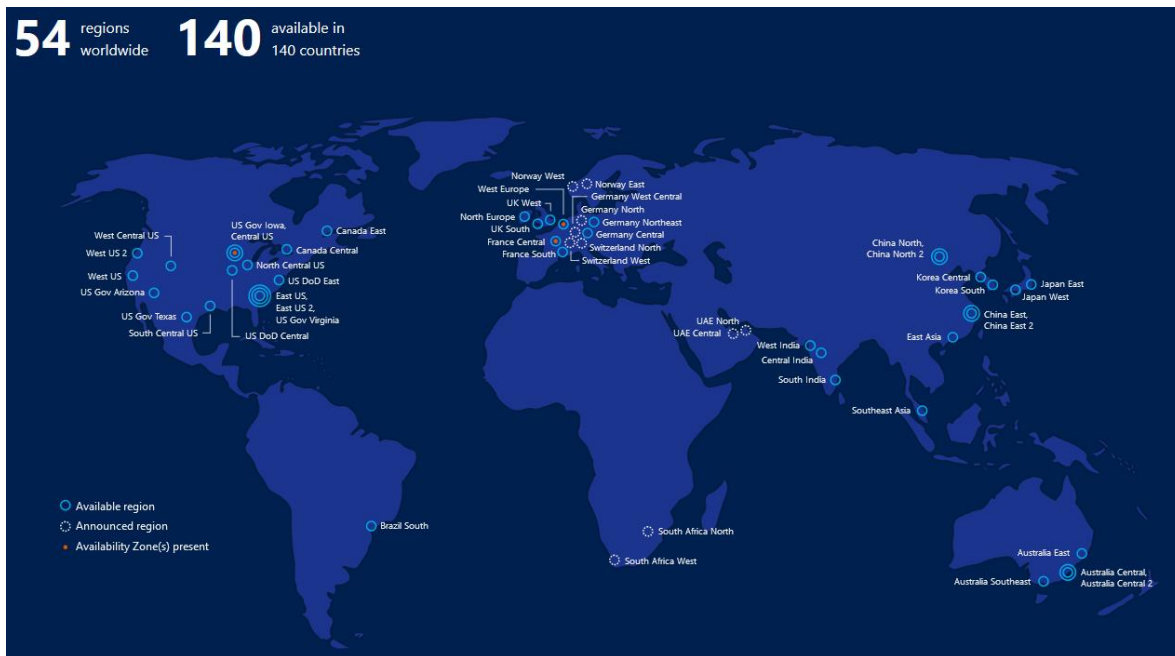 54 regions worldwide
140 available in 140 countries
Norway West
Norway East
West Europe
Germany West Central
UK West
Germany North
North Europe
Germany Northeast
UK South
Germany Central
France Central
Switzerland North
France South
Switzerland West
US Gov Iowa,
Central US
Canada East
West Central US
West US 2
Canada Central
North Central US
West US
US DoD East
US Gov Arizona
East US,
East US 2,
US Gov Virginia
US Gov Texas
South Central US
US DoD Central
China North,
China North 2
Korea Central
Korea South
Japan East
Japan West
China East,
China East 2
East Asia
UAE North
UAE Central
West India
Central India
South India
Southeast Asia
Available region
Announced region
Availability Zone(s) present
Brazil South
South Africa North
South Africa West
Australia East
Australia Southeast
Australia Central,
Australia Central 2